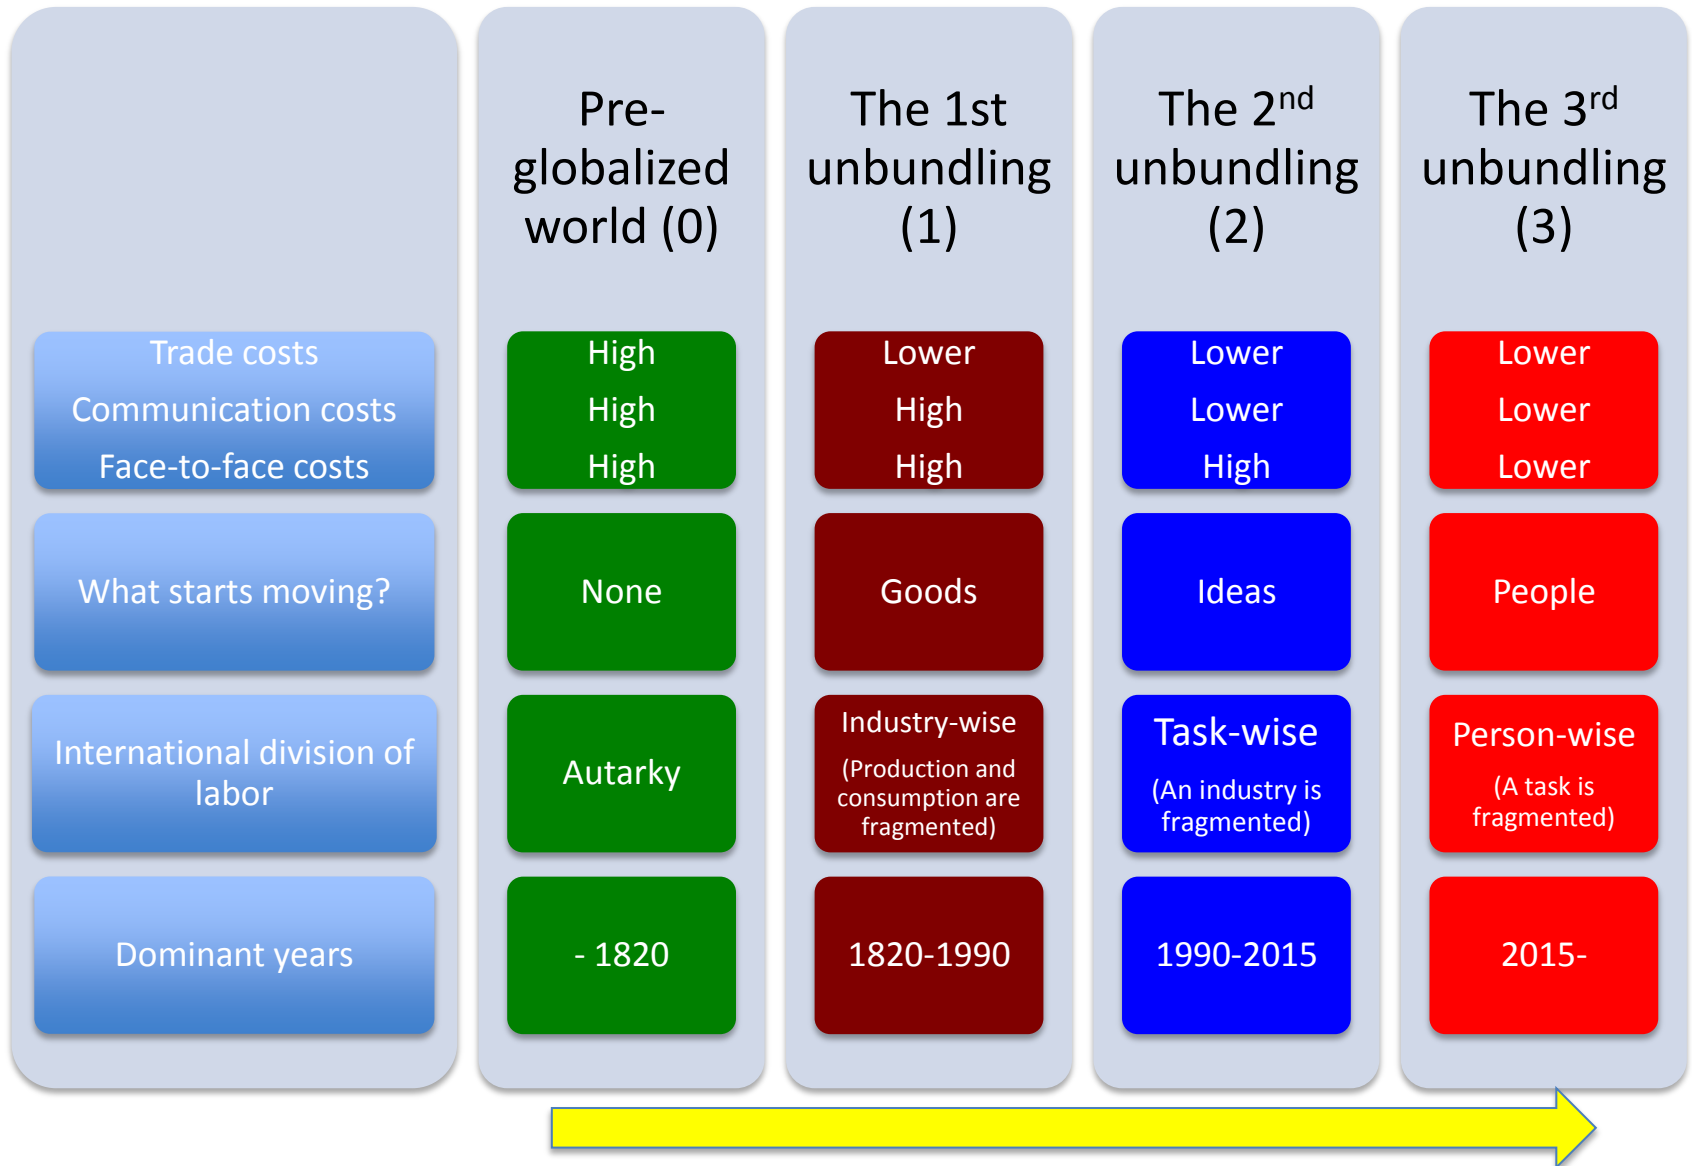 Pre-
globalized
world (0)
The 1st
unbundling
(1)
The 2nd
unbundling
(2)
The 3rd
unbundling
(3)
Trade costs
Communication costs
Face-to-face costs
High
High
High
Lower
High
High
Lower
Lower
High
Lower
Lower
Lower
What starts moving?
None
Goods
Ideas
People
International division of
labor
Autarky
Industry-wise
(Production and
consumption are
fragmented)
Task-wise
(An industry is
fragmented)
Person-wise
(A task is
fragmented)
Dominant years
- 1820
1820-1990
1990-2015
2015-